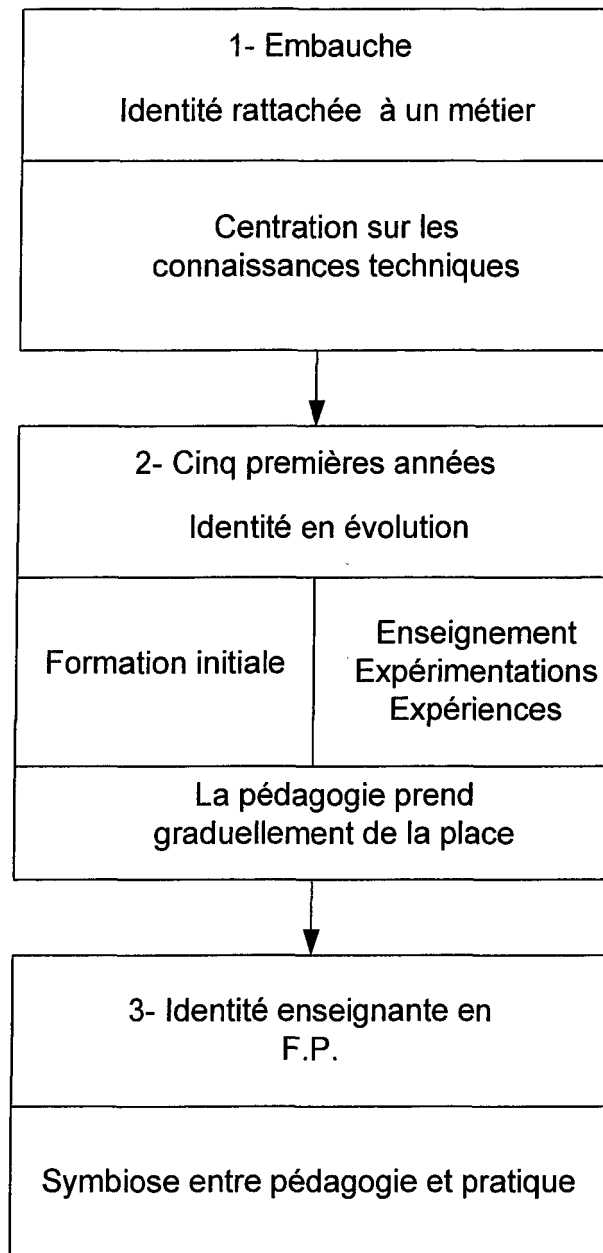 1- Embauche
Identité rattachée à un métier
Centration sur les
connaissances techniques
2- Cinq premières années
Identité en évolution
Formation initiale
Enseignement
Expérimentations
Expériences
La pédagogie prend
graduellement de la place
3- Identité enseignante en
F.P.
Symbiose entre pédagogie et pratique